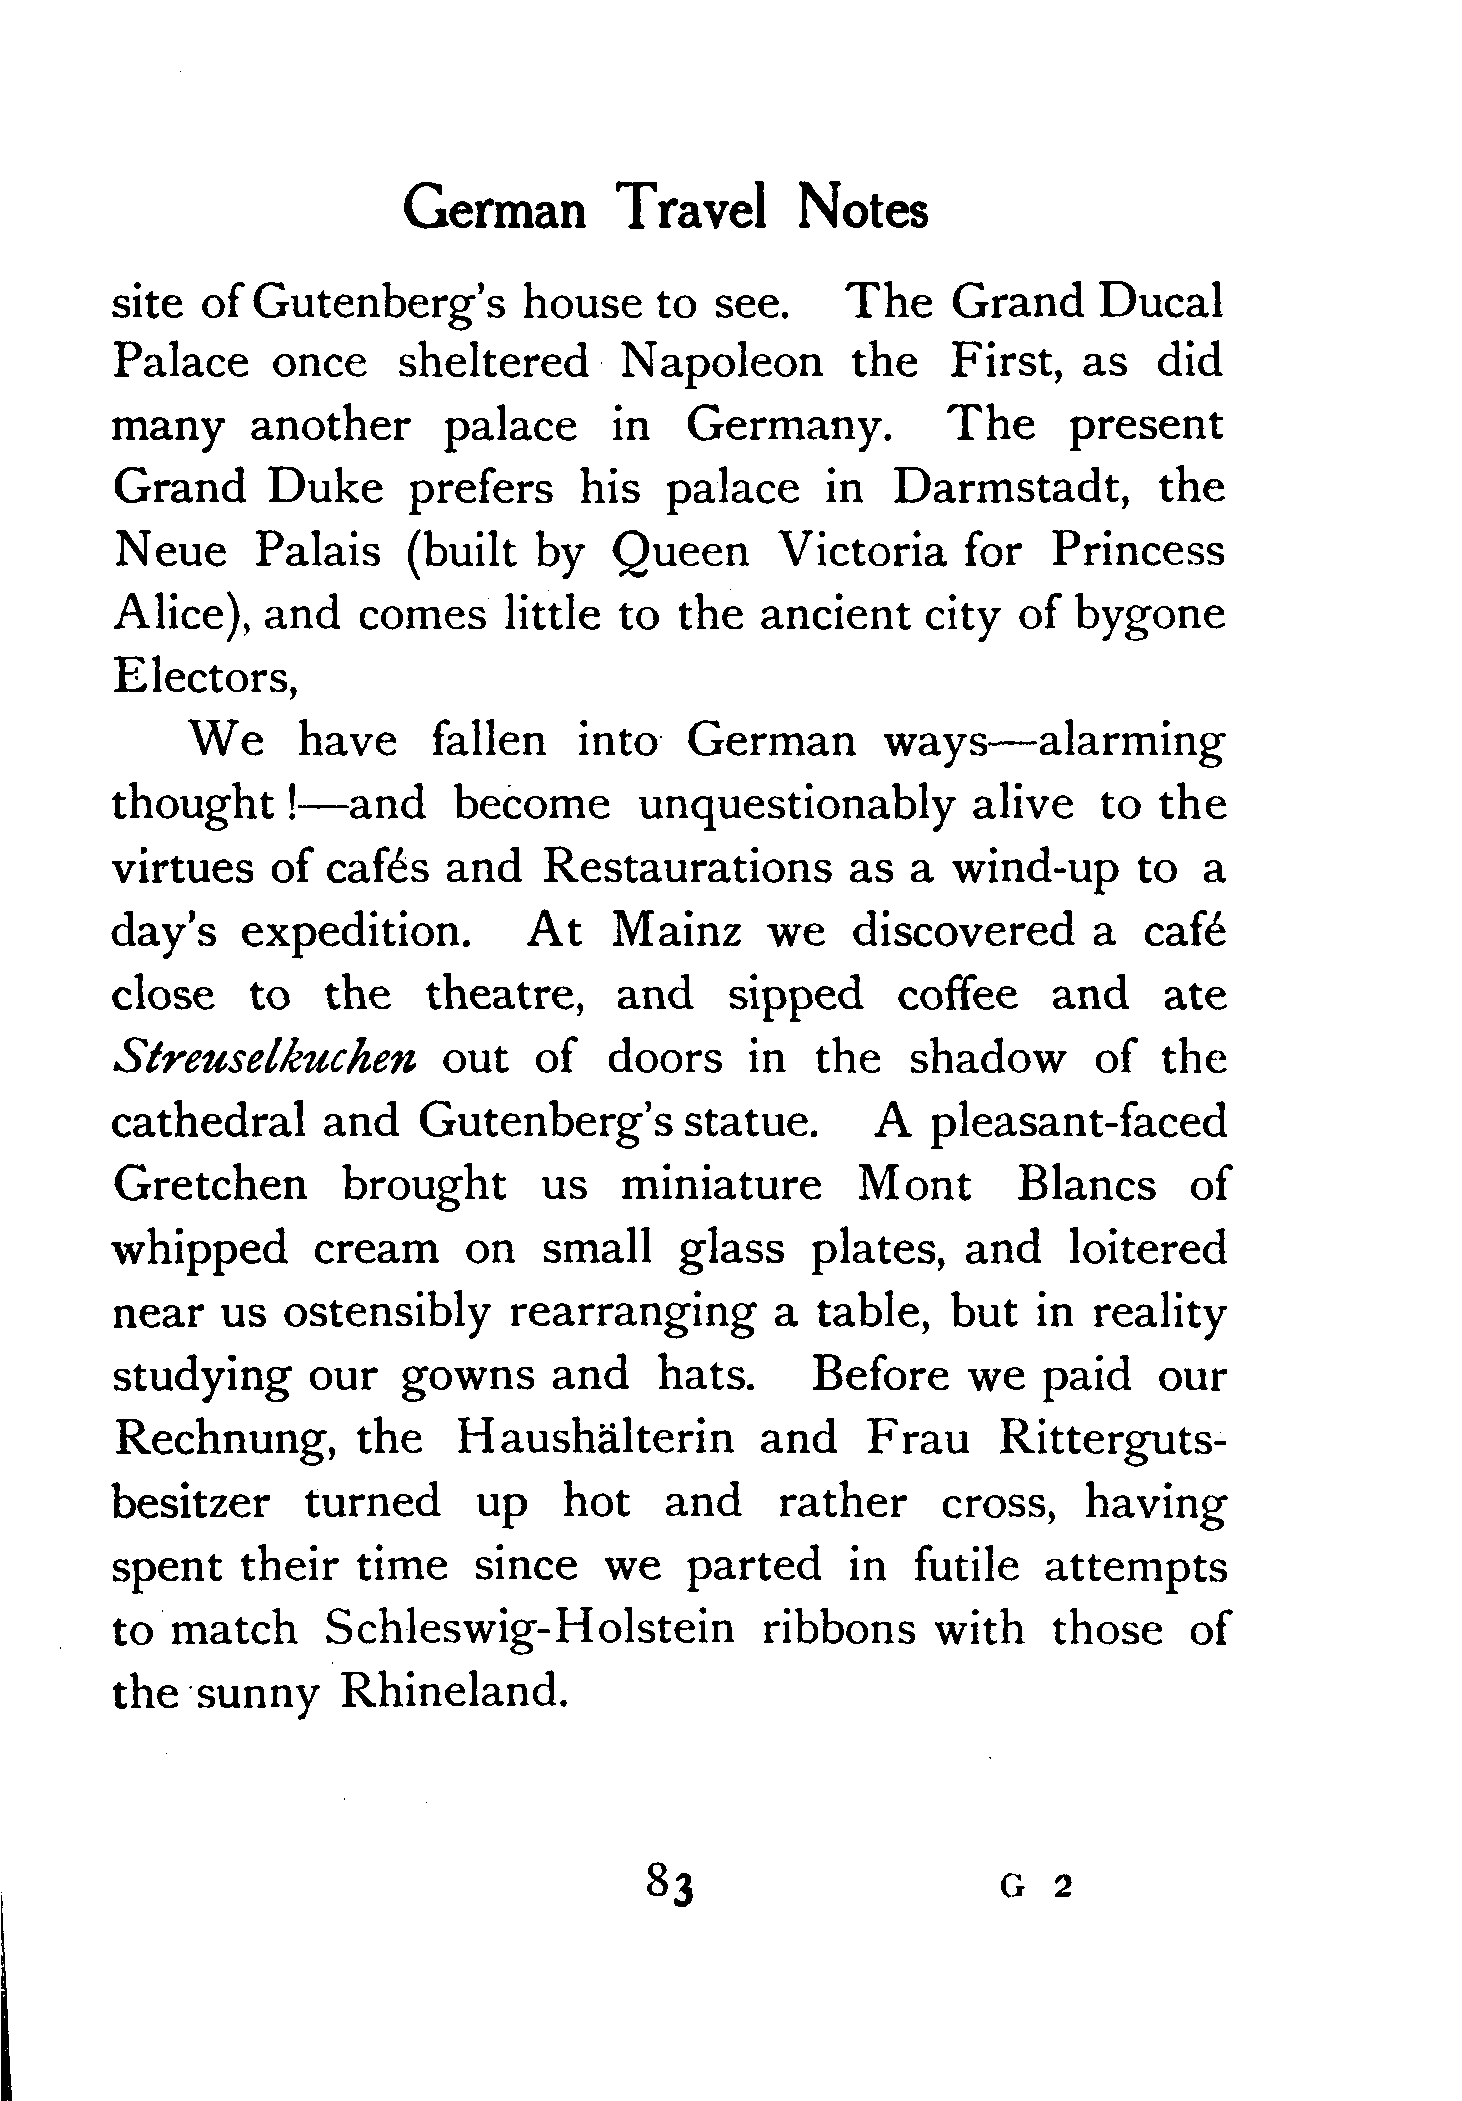 German Travel Notes
site of Gutenberg's house to see. The Grand Ducal
Palace once sheltered Napoleon the First, as did
many another palace in Germany. The present
Grand Duke prefers his palace in Darmstadt, the
Neue Palais (built by Queen Victoria for Princess
Alice), and comes little to the ancient city of bygone
Electors,
We have fallen into German ways—alarming
thought !—and become unquestionably alive to the
virtues of cafés and Restaurations as a wind-up to a
day's expedition. At Mainz we discovered a café
close to the theatre, and sipped coffee and ate
Streuselkuchen out of doors in the shadow of the
cathedral and Gutenberg's statue. A pleasant-faced
Gretchen brought us miniature Mont Blancs of
whipped cream on small glass plates, and loitered
near us ostensibly rearranging a table, but in reality
studying our gowns and hats. Before we paid our
Rechnung, the Haushälterin and Frau Ritterguts-
besitzer turned up hot and rather cross, having
spent their time since we parted in futile attempts
to match Schleswig-Holstein ribbons with those of
the sunny Rhineland.
83 G 2